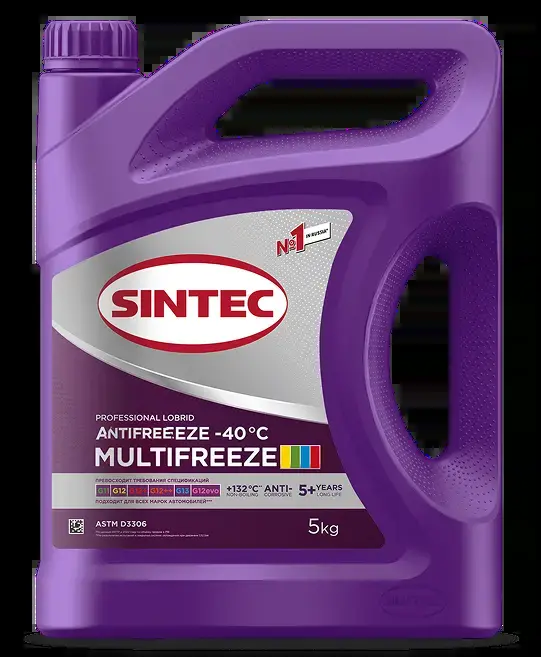 №1 IN RUSSIA*
SINTEC
PROFESSIONAL LOBRID
ANTIFREEZE -40°C
MULTIFREEZE
ПРЕВОСХОДИТ ТРЕБОВАНИЯ СПЕЦИФИКАЦИЙ
G11 G12 G12+ G12++ G13 G12evo
ПОДХОДИТ ДЛЯ ВСЕХ МАРОК АВТОМОБИЛЕЙ***
+132°C** NON-BOILING
ANTI-CORROSIVE
5+ YEARS LONG LIFE
ASTM D3306
5kg
SINTEC